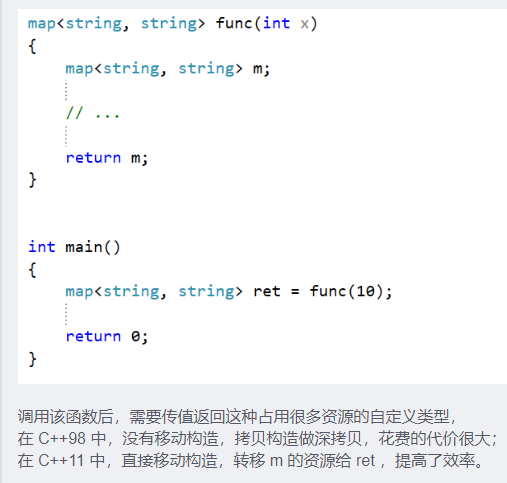 map<string, string> func(int x)
{
map<string, string> m;
// ...
return m;
}
int main()
{
map<string, string> ret = func(10);
return 0;
}
调用该函数后，需要传值返回这种占用很多资源的自定义类型，
在 C++98 中，没有移动构造，拷贝构造做深拷贝，花费的代价很大；
在 C++11 中，直接移动构造，转移 m 的资源给 ret ，提高了效率。